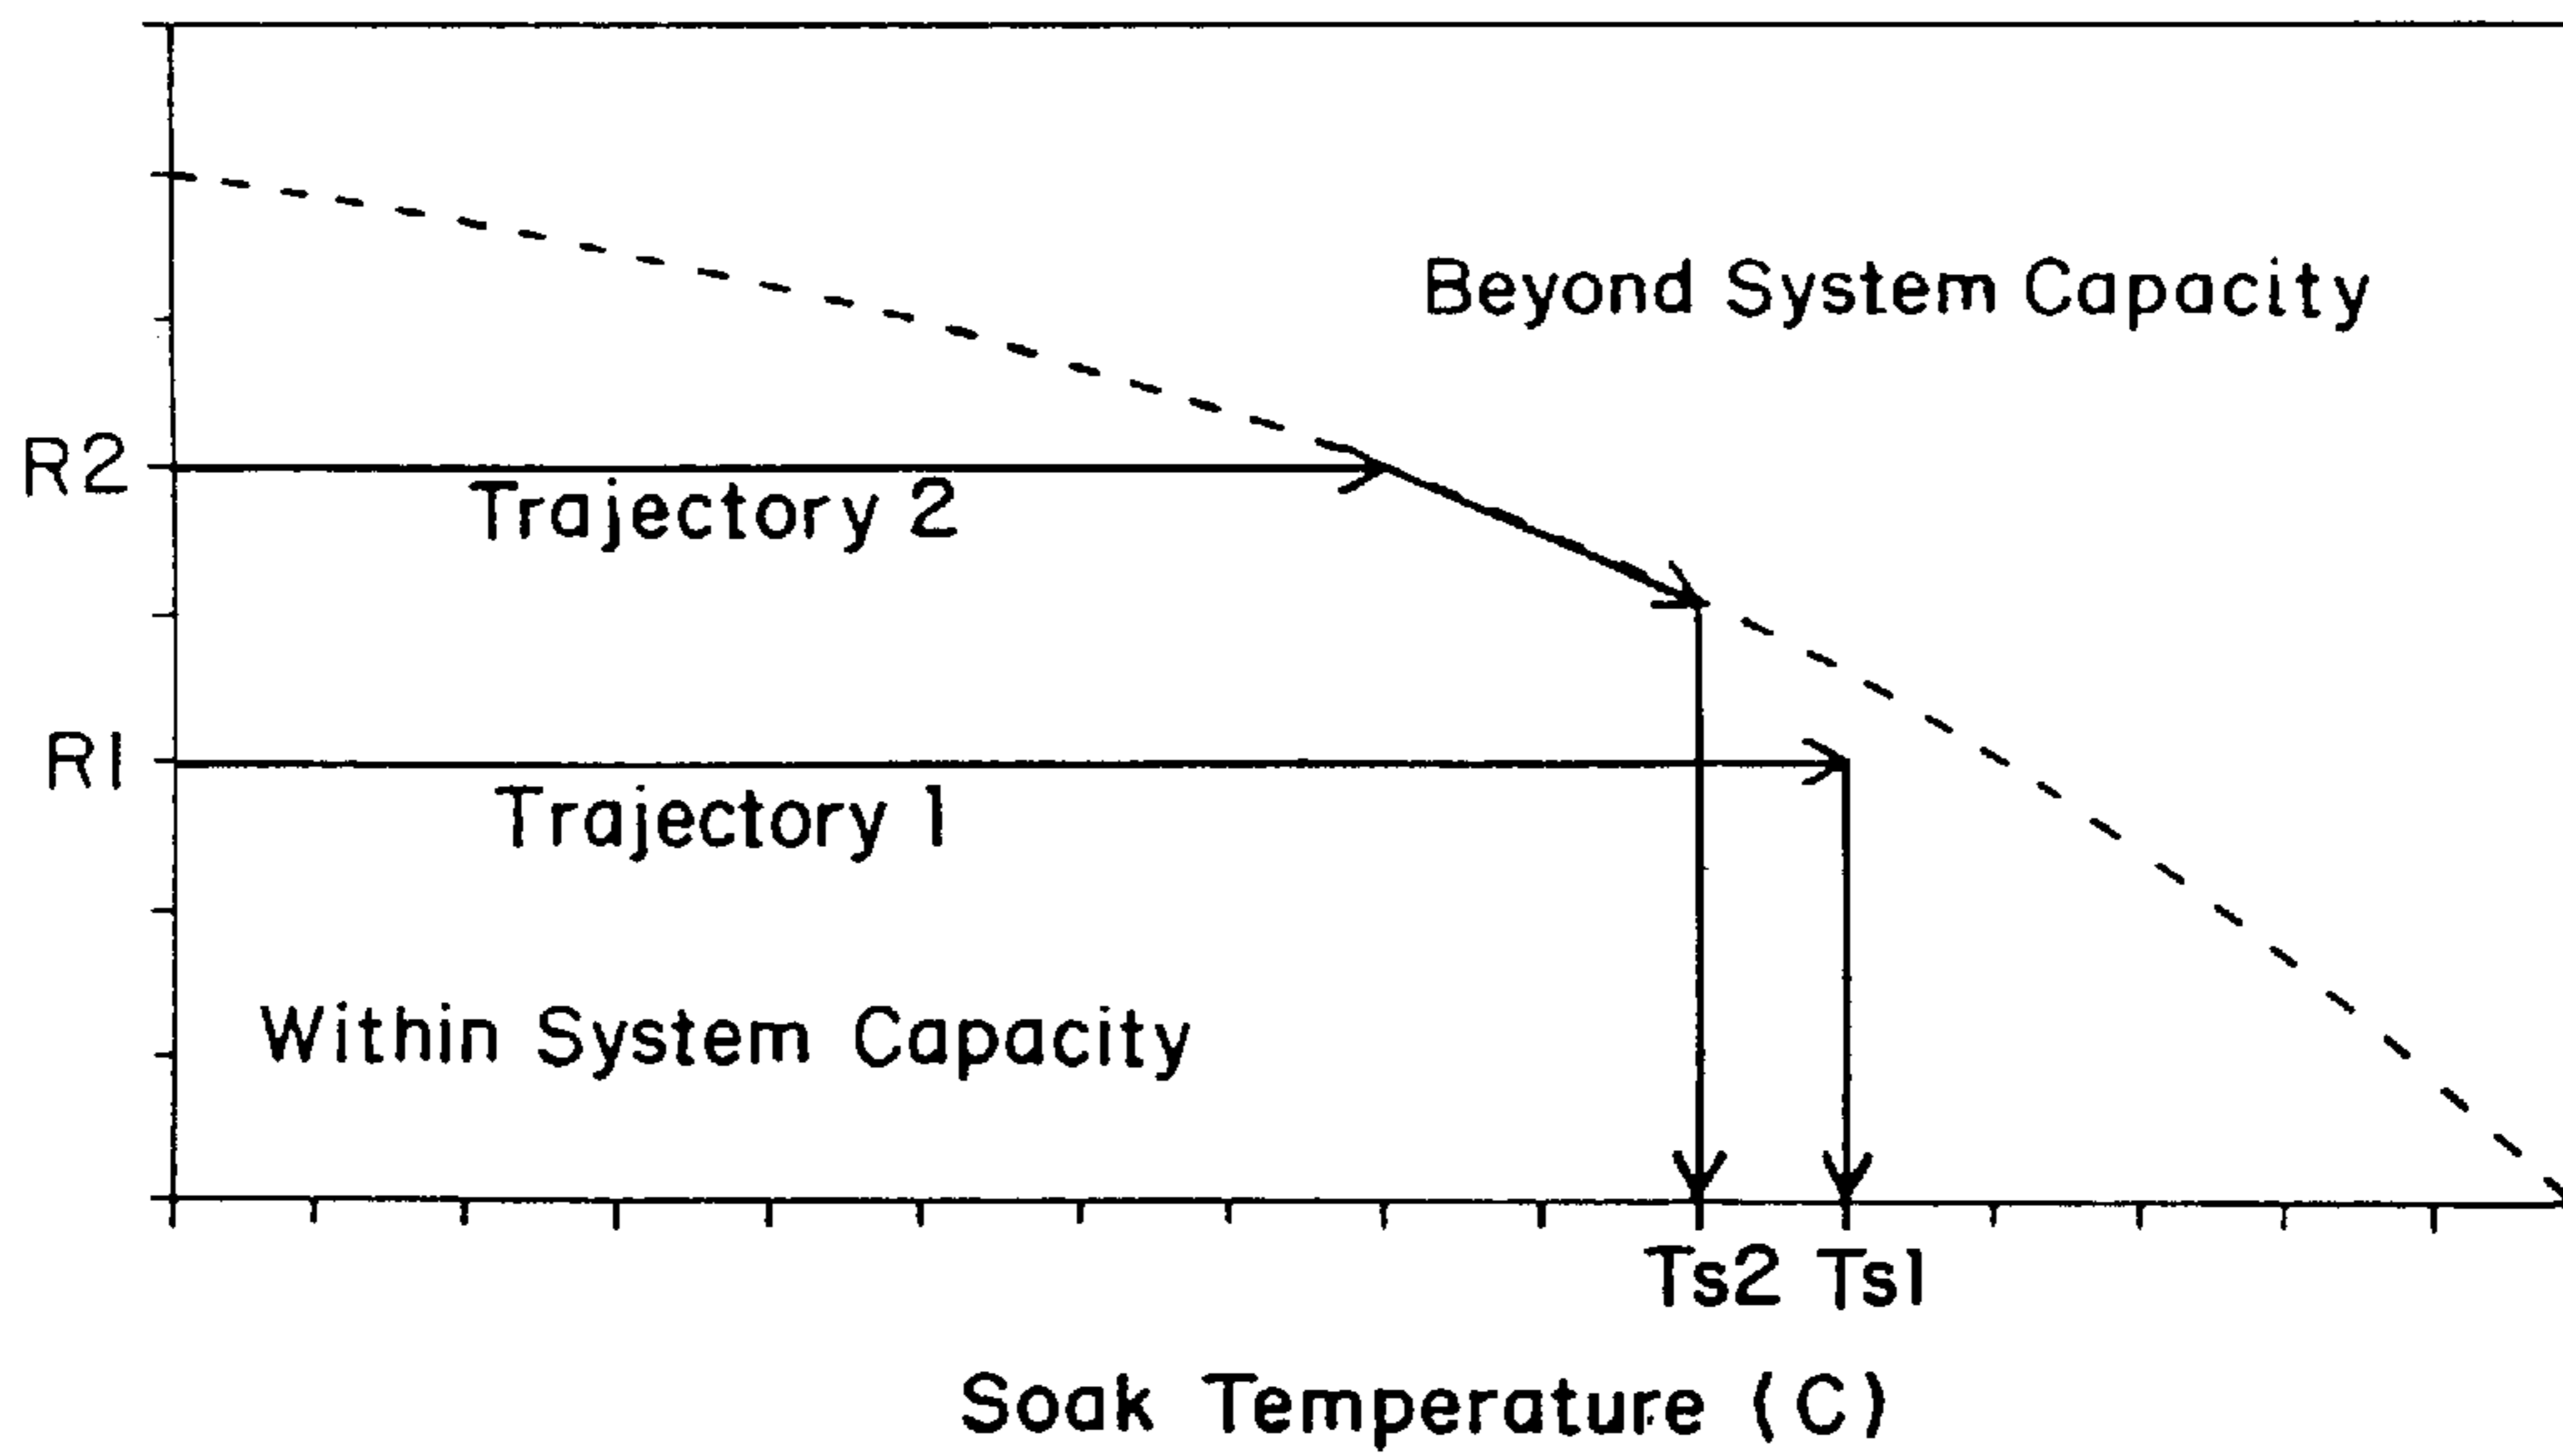 Beyond System Capacity
R2
Trajectory 2
R1
Trajectory 1
Within System Capacity
Ts2 Ts1
Soak Temperature (C)